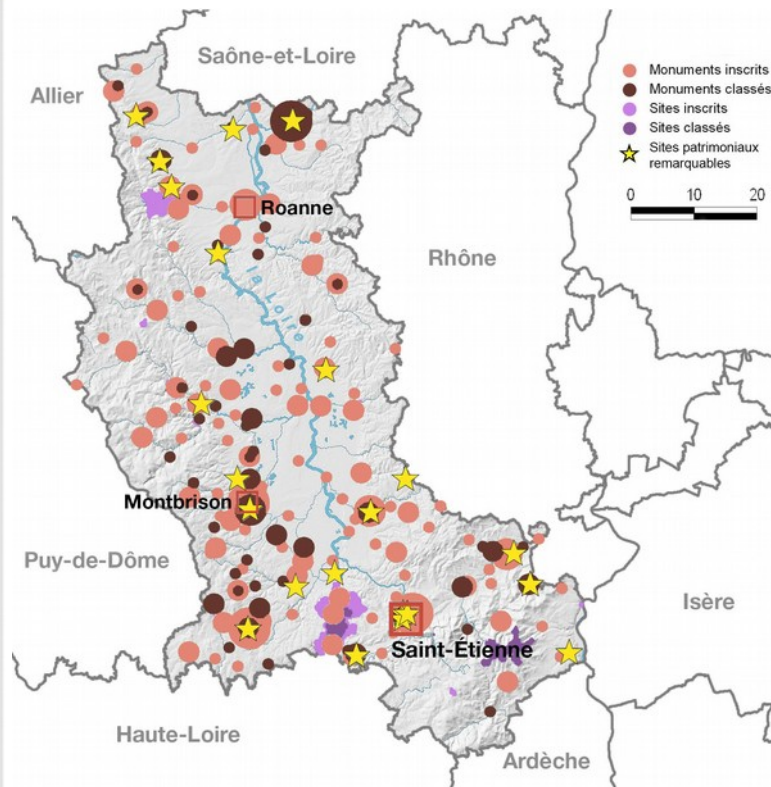 Saône-et-Loire
Allier
Monuments inscrits
Monuments classés
Sites inscrits
Sites classés
Sites patrimoniaux
remarquables
0 10 20
Roanne
Rhône
la Loire
Montbrison
Puy-de-Dôme
Isère
Saint-Étienne
Haute-Loire
Ardèche